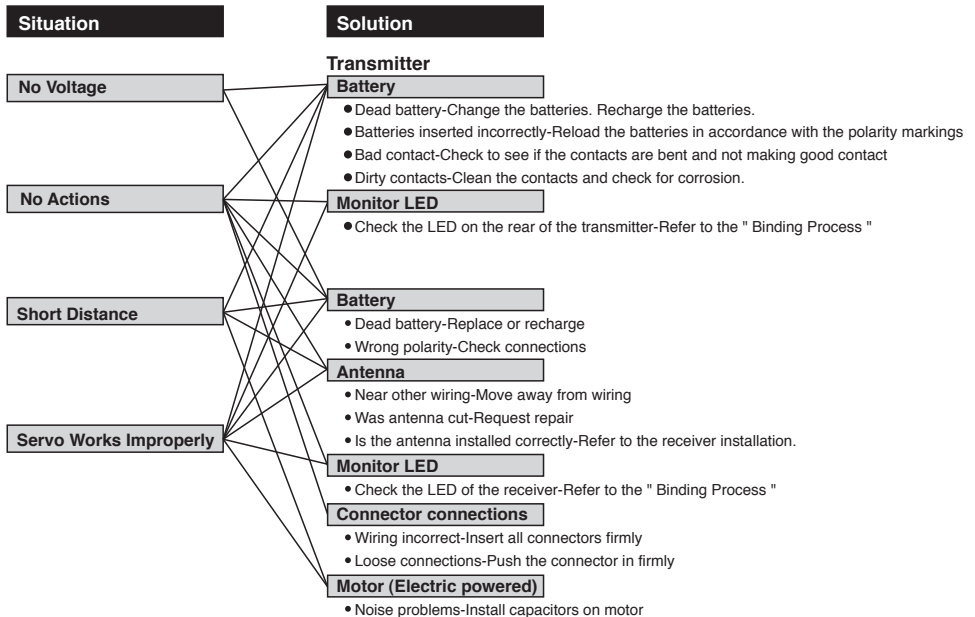 Situation
Solution
Transmitter
No Voltage
Battery
● Dead battery-Change the batteries. Recharge the batteries.
● Batteries inserted incorrectly-Reload the batteries in accordance with the polarity markings
● Bad contact-Check to see if the contacts are bent and not making good contact
● Dirty contacts-Clean the contacts and check for corrosion.
No Actions
Monitor LED
● Check the LED on the rear of the transmitter-Refer to the " Binding Process "
Short Distance
Battery
● Dead battery-Replace or recharge
● Wrong polarity-Check connections
Antenna
● Near other wiring-Move away from wiring
● Was antenna cut-Request repair
● Is the antenna installed correctly-Refer to the receiver installation.
Servo Works Improperly
Monitor LED
● Check the LED of the receiver-Refer to the " Binding Process "
Connector connections
● Wiring incorrect-Insert all connectors firmly
● Loose connections-Push the connector in firmly
Motor (Electric powered)
● Noise problems-Install capacitors on motor